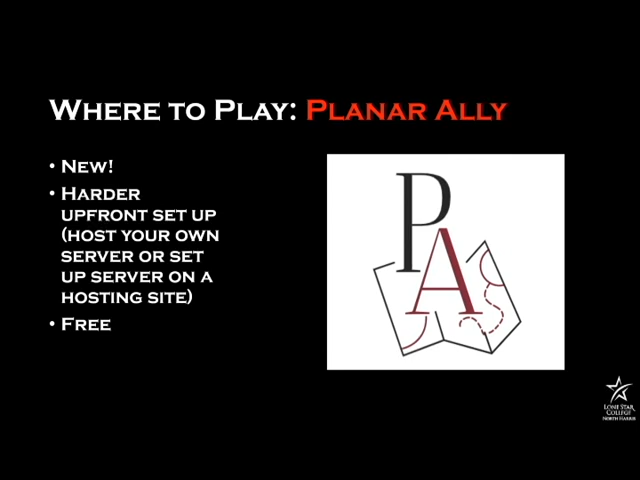 WHERE TO PLAY: PLANAR ALLY
• NEW!
• HARDER
UPFRONT SET UP
(HOST YOUR OWN
SERVER OR SET
UP SERVER ON A
HOSTING SITE)
• FREE
PA
LONE STAR
COLLEGE
NORTH HARRIS